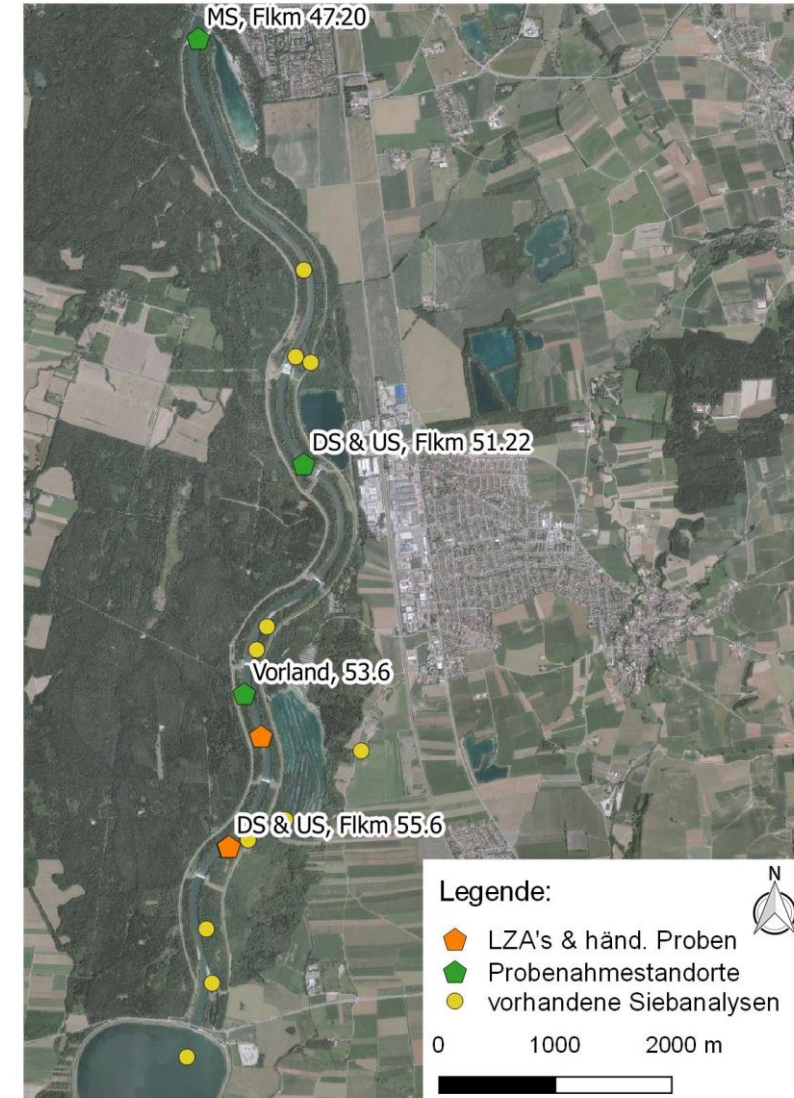 MS, Flkm 47.20
DS & US, Flkm 51.22
Vorland, 53.6
DS & US, Flkm 55.6
Legende:
N
LZA's & händ. Proben
Probenahmestandorte
vorhandene Siebanalysen
0 1000 2000 m